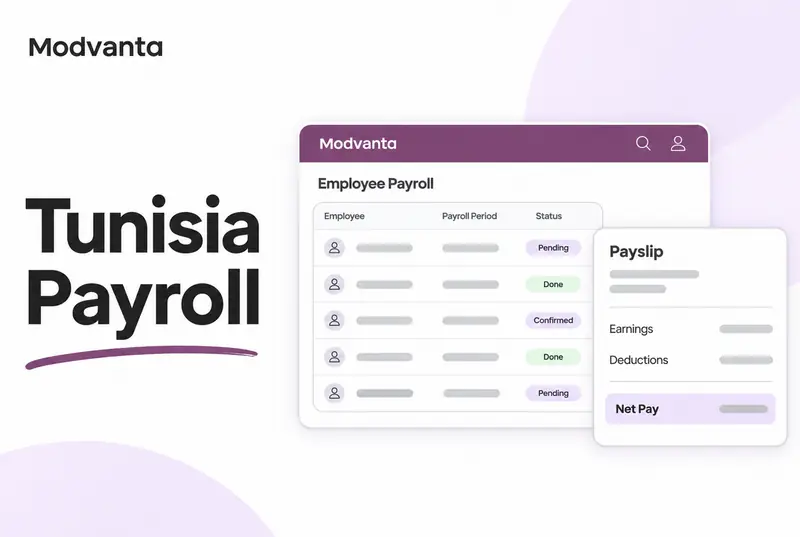 Modvanta
Tunisia
Payroll
Modvanta
Employee Payroll
Employee Payroll Period Status
Pending
Done
Confirmed
Done
Pending
Payslip
Earnings
Deductions
Net Pay